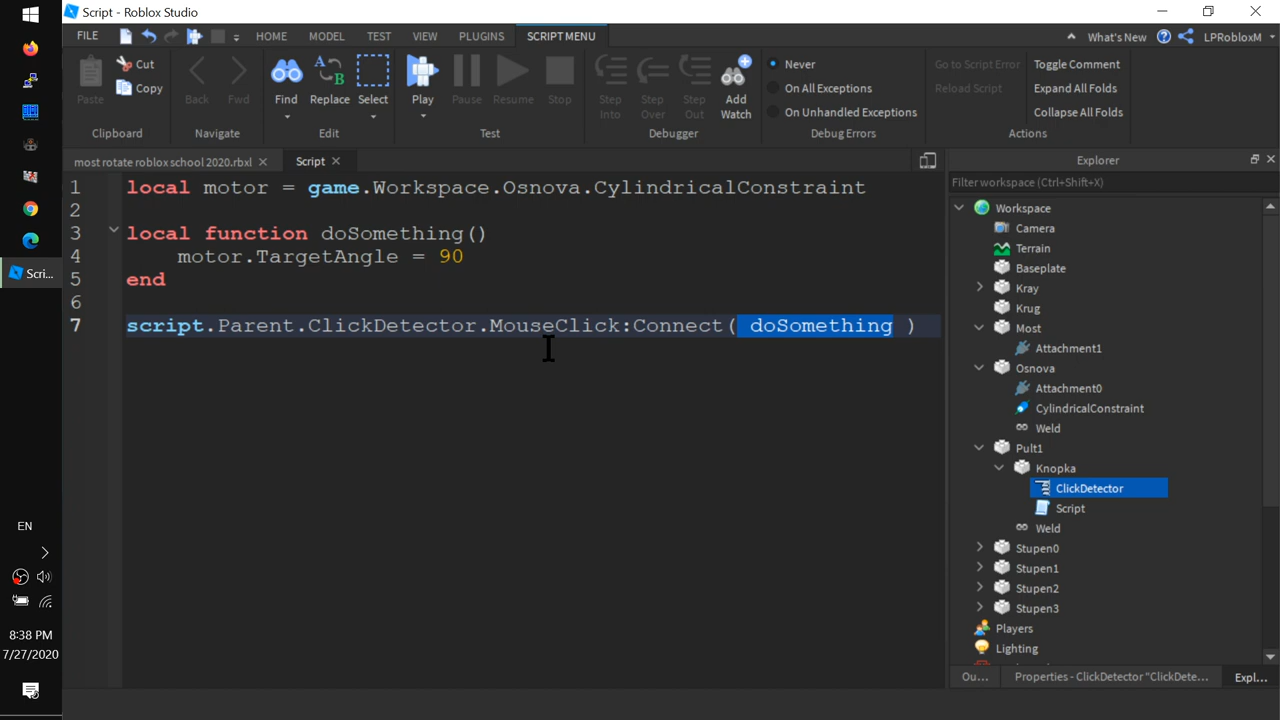 Script - Roblox Studio
FILE
HOME
MODEL
TEST
VIEW
PLUGINS
SCRIPT MENU
What's New
LPRobloxM
Paste
Cut
Copy
Clipboard
Back
Fwd
Navigate
Find
Replace
Select
Edit
Play
Pause
Resume
Stop
Test
Step Into
Step Over
Step Out
Add Watch
Debugger
Never
On All Exceptions
On Unhandled Exceptions
Debug Errors
Go to Script Error
Reload Script
Toggle Comment
Expand All Folds
Collapse All Folds
Actions
most rotate roblox school 2020.rbxl
Script
1 local motor = game.Workspace.Osnova.CylindricalConstraint
2
3 local function doSomething()
4 motor.TargetAngle = 90
5 end
6
7 script.Parent.ClickDetector.MouseClick:Connect( doSomething )
Explorer
Filter workspace (Ctrl+Shift+X)
Workspace
Camera
Terrain
Baseplate
Kray
Krug
Most
Attachment1
Osnova
Attachment0
CylindricalConstraint
Weld
Pult1
Knopka
ClickDetector
Script
Weld
Stupen0
Stupen1
Stupen2
Stupen3
Players
Lighting
Ou...
Properties - ClickDetector "ClickDete...
Expl...
Scri...
EN
8:38 PM
7/27/2020